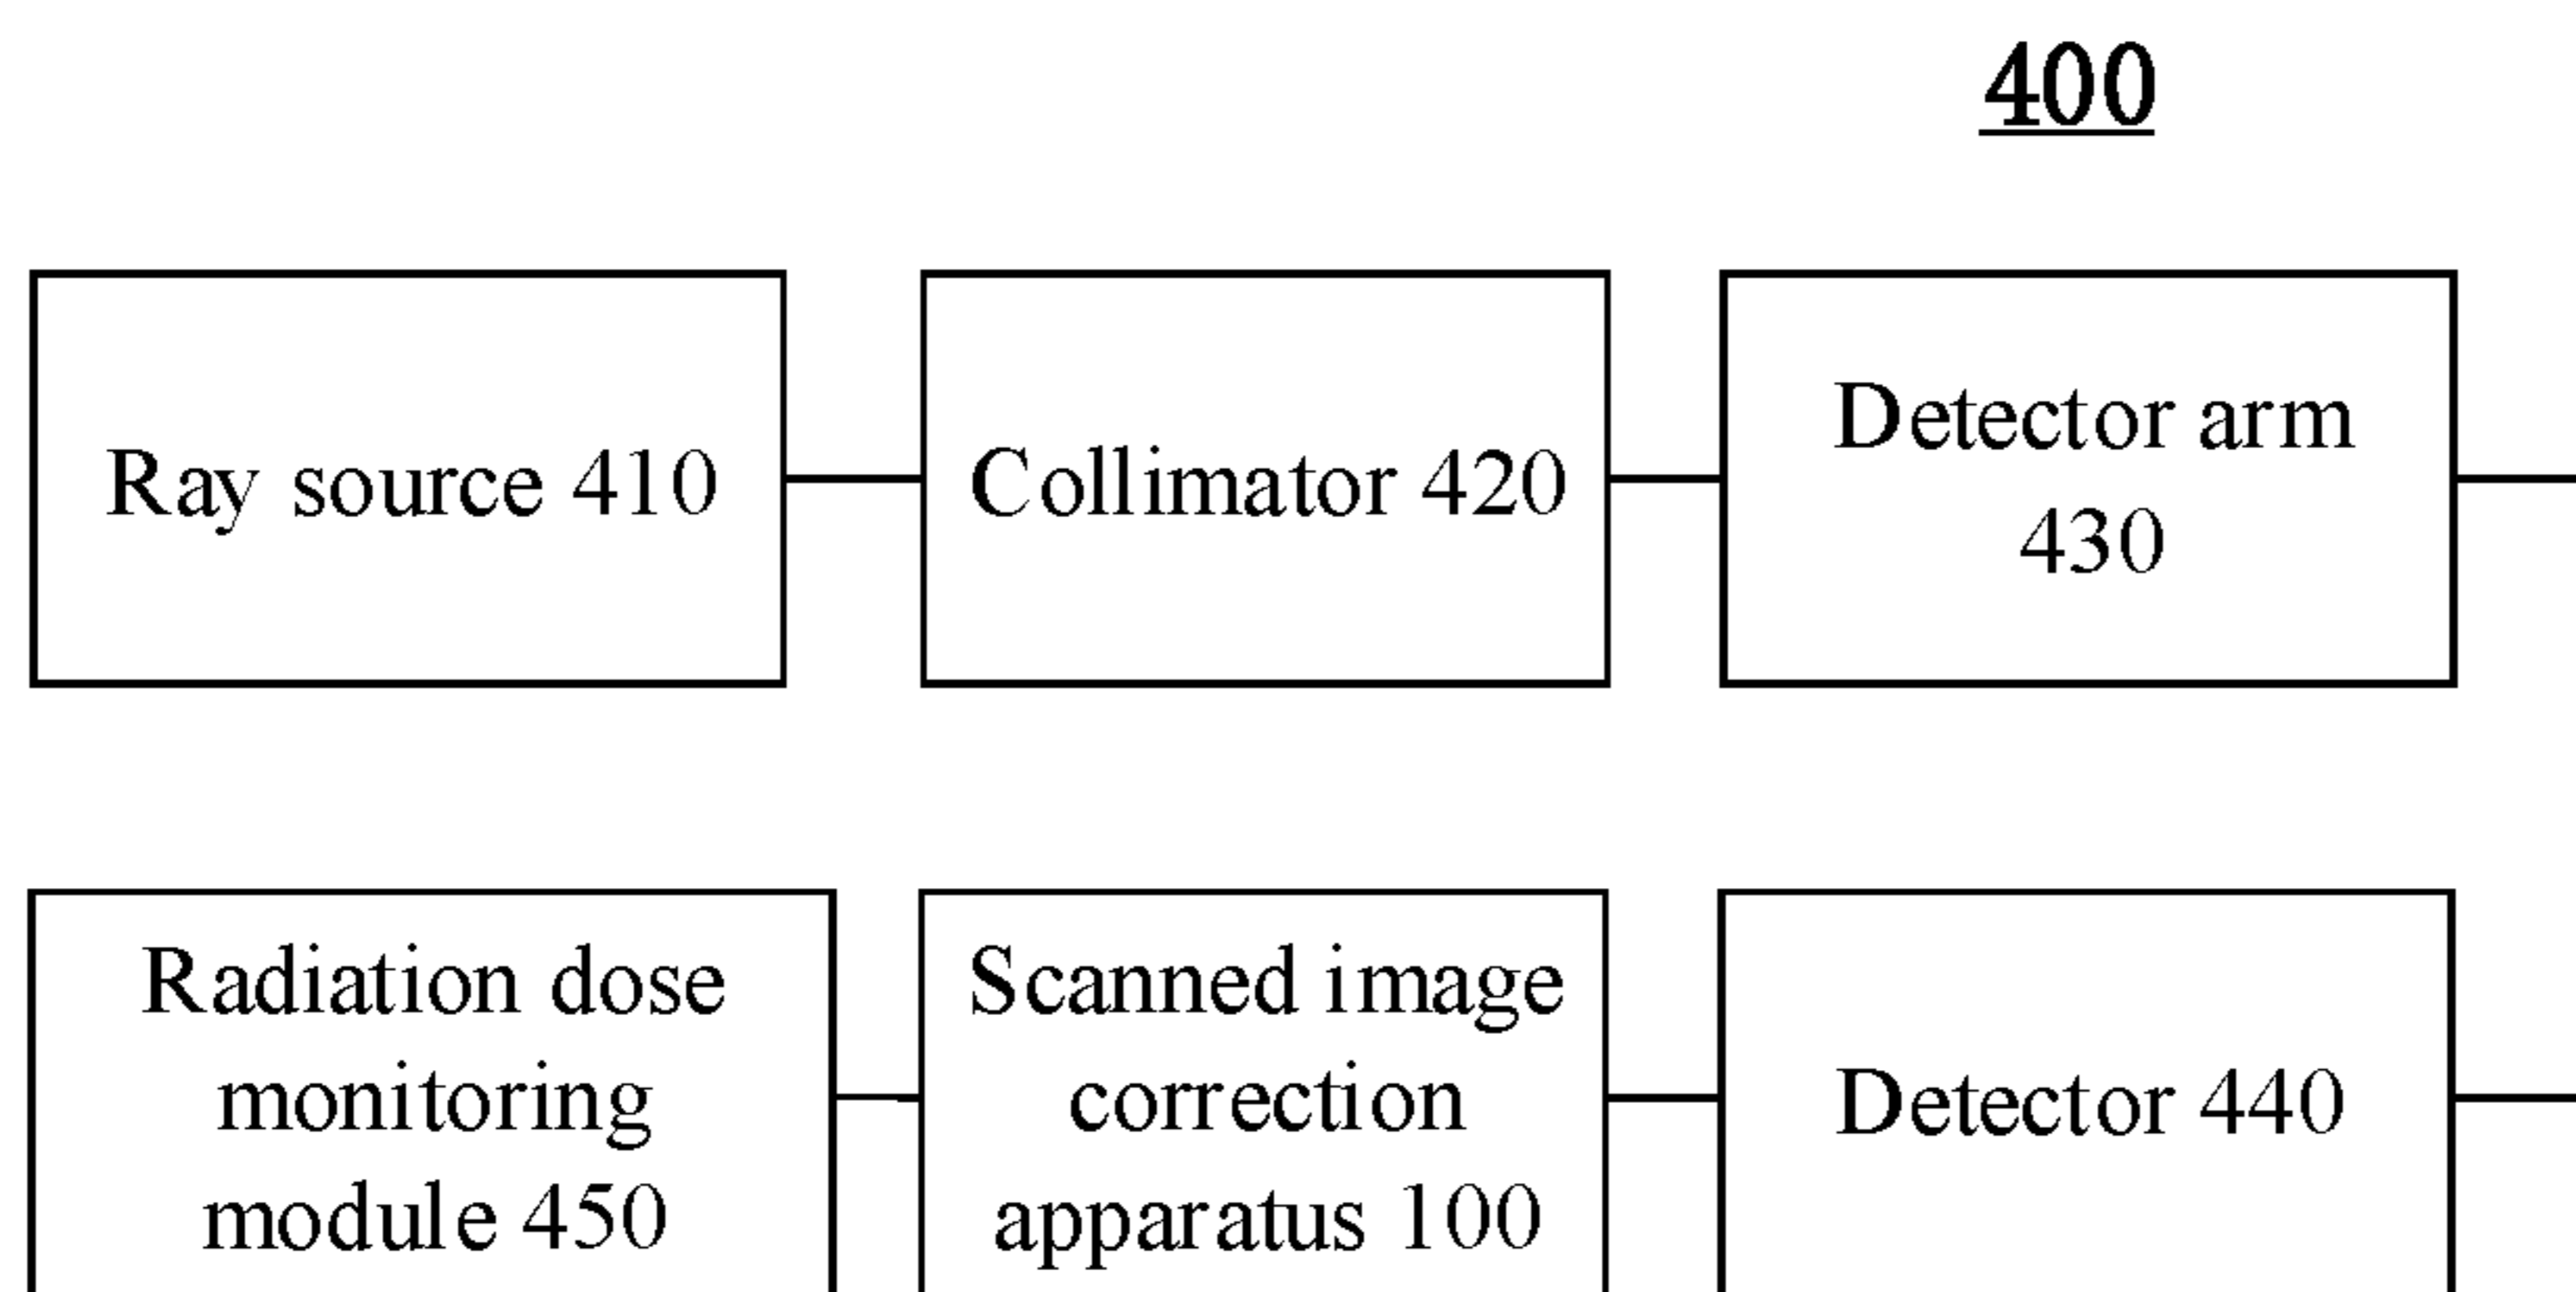 400
Ray source 410
Collimator 420
Detector arm
430
Radiation dose
monitoring
module 450
Scanned image
correction
apparatus 100
Detector 440